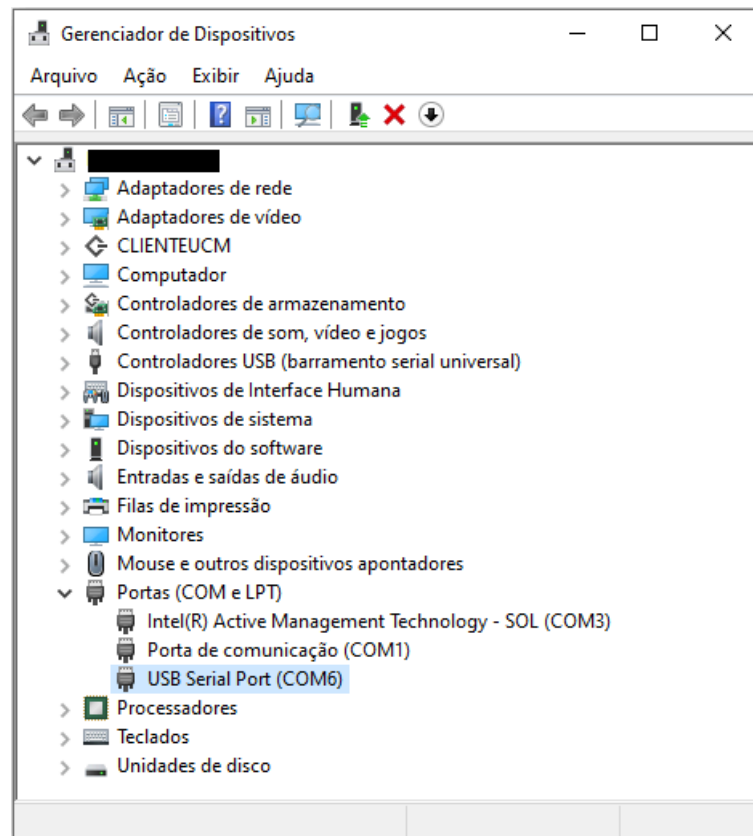 Gerenciador de Dispositivos
Arquivo Ação Exibir Ajuda
Adaptadores de rede
Adaptadores de vídeo
CLIENTEUCM
Computador
Controladores de armazenamento
Controladores de som, vídeo e jogos
Controladores USB (barramento serial universal)
Dispositivos de Interface Humana
Dispositivos de sistema
Dispositivos do software
Entradas e saídas de áudio
Filas de impressão
Monitores
Mouse e outros dispositivos apontadores
Portas (COM e LPT)
Intel(R) Active Management Technology - SOL (COM3)
Porta de comunicação (COM1)
USB Serial Port (COM6)
Processadores
Teclados
Unidades de disco